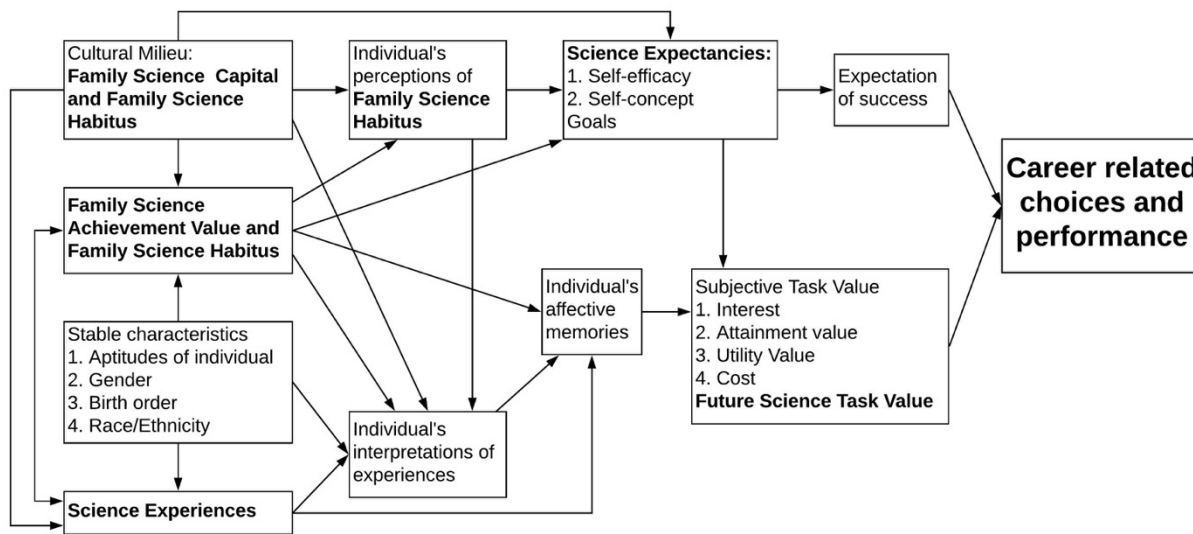 Cultural Milieu:
Family Science Capital
and Family Science
Habitus
Individual's
perceptions of
Family Science
Habitus
Science Expectancies:
1. Self-efficacy
2. Self-concept
Goals
Expectation
of success
Career related
choices and
performance
Family Science
Achievement Value and
Family Science Habitus
Individual's
affective
memories
Subjective Task Value
1. Interest
2. Attainment value
3. Utility Value
4. Cost
Future Science Task Value
Stable characteristics
1. Aptitudes of individual
2. Gender
3. Birth order
4. Race/Ethnicity
Individual's
interpretations of
experiences
Science Experiences